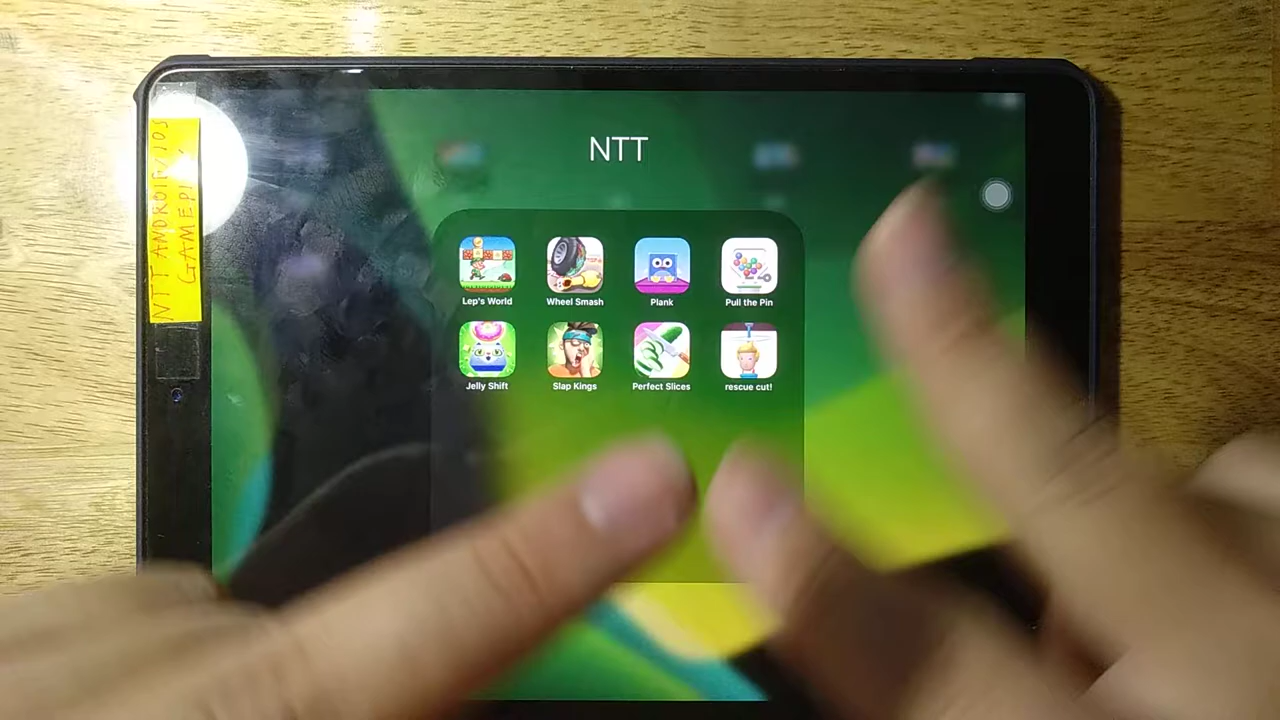 NTT ANDROID/IOS
GAMEPLAY
NTT
Lep's World
Wheel Smash
Plank
Pull the Pin
Jelly Shift
Slap Kings
Perfect Slices
rescue cut!